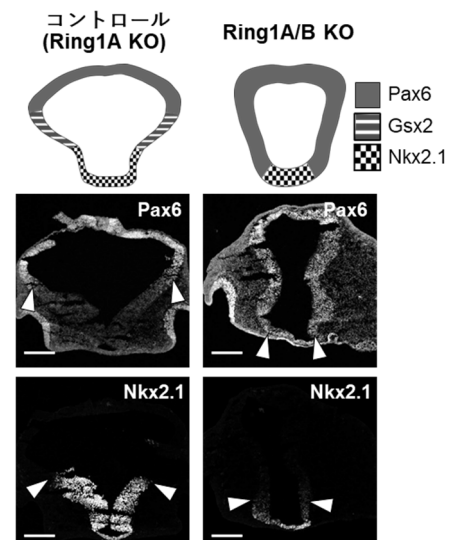 コントロール
(Ring1A KO)
Ring1A/B KO
Pax6
Gsx2
Nkx2.1
Pax6
Pax6
Nkx2.1
Nkx2.1